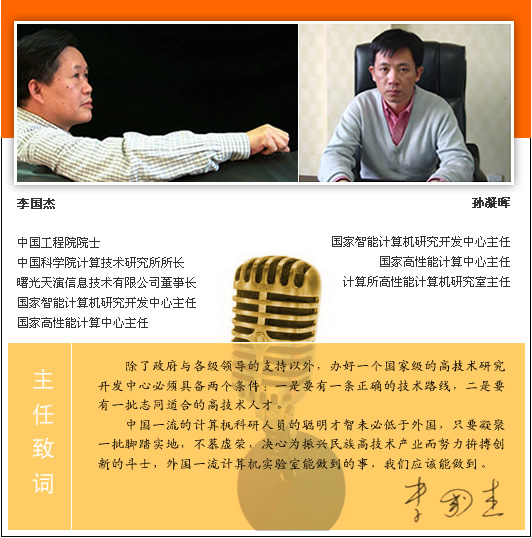 李国杰
孙凝晖
中国工程院院士
中国科学院计算技术研究所所长
曙光天演信息技术有限公司董事长
国家智能计算机研究开发中心主任
国家高性能计算中心主任
国家智能计算机研究开发中心主任
国家高性能计算中心主任
计算所高性能计算机研究室主任
主任致词
除了政府与各级领导的支持以外，办好一个国家级的高技术研究
开发中心必须具备两个条件：一是要有一条正确的技术路线，二是要
有一批志同道合的高技术人才。
中国一流的计算机科研人员的聪明才智未必低于外国，只要凝聚
一批脚踏实地，不慕虚荣，决心为振兴民族高技术产业而努力拚搏创
新的斗士，外国一流计算机实验室能做到的事，我们应该能做到。
李国杰